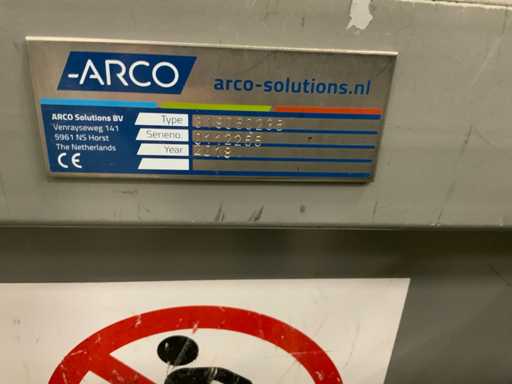 -ARCO
arco-solutions.nl
ARCO Solutions BV
Venrayseweg 141
5961 NS Horst
The Netherlands
CE
Type
Serieno.
Year